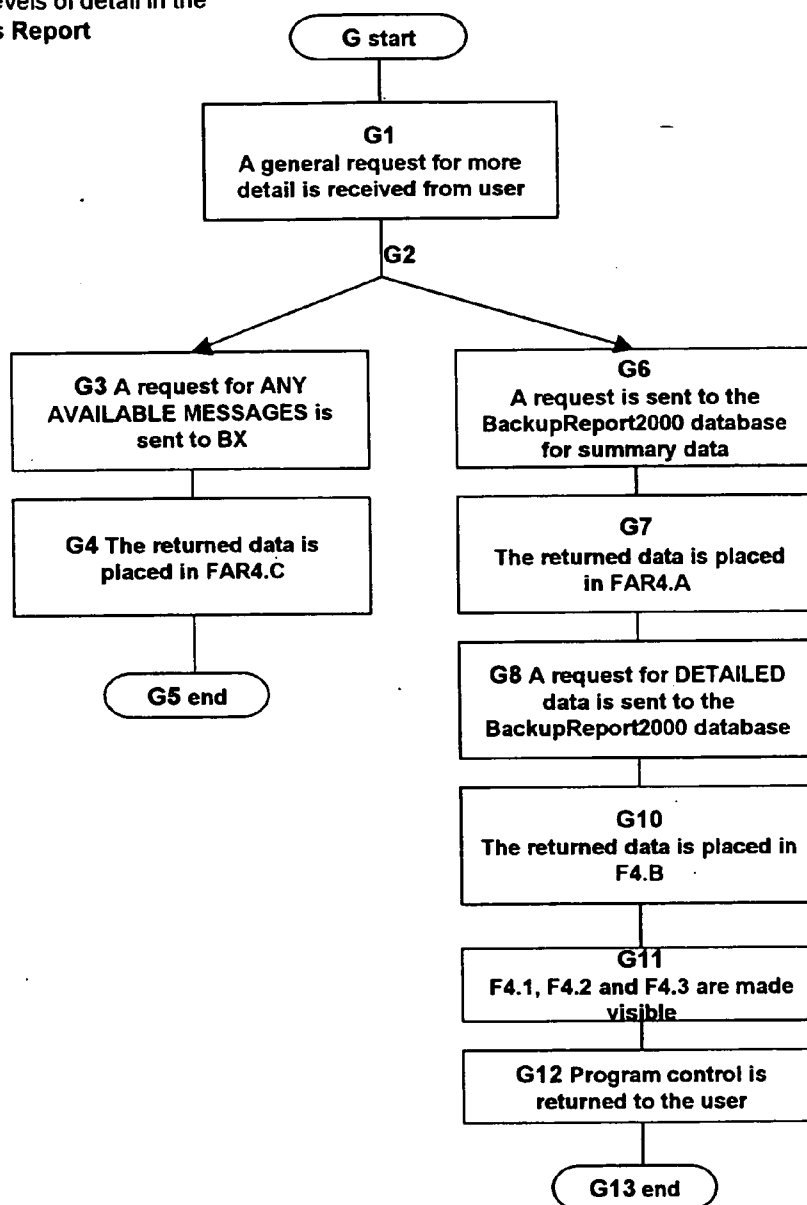 levels of detail in the
s Report
G start
G1
A general request for more
detail is received from user
G2
G3 A request for ANY
AVAILABLE MESSAGES is
sent to BX
G4 The returned data is
placed in FAR4.C
G5 end
G6
A request is sent to the
BackupReport2000 database
for summary data
G7
The returned data is placed
in FAR4.A
G8 A request for DETAILED
data is sent to the
BackupReport2000 database
G10
The returned data is placed in
F4.B
G11
F4.1, F4.2 and F4.3 are made
visible
G12 Program control is
returned to the user
G13 end